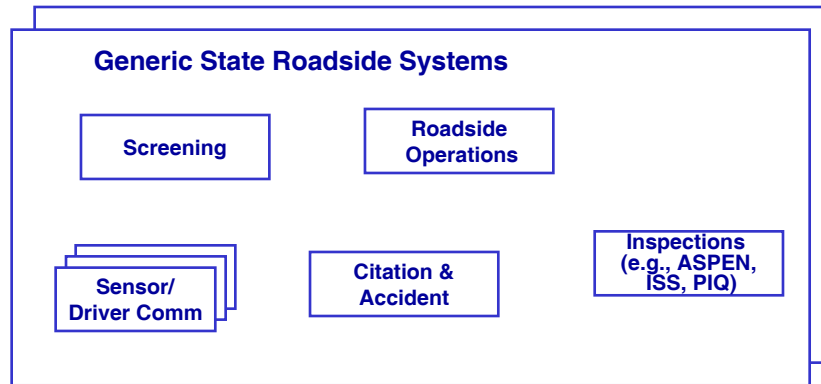 Generic State Roadside Systems
Screening
Roadside
Operations
Sensor/
Driver Comm
Citation &
Accident
Inspections
(e.g., ASPEN,
ISS, PIQ)